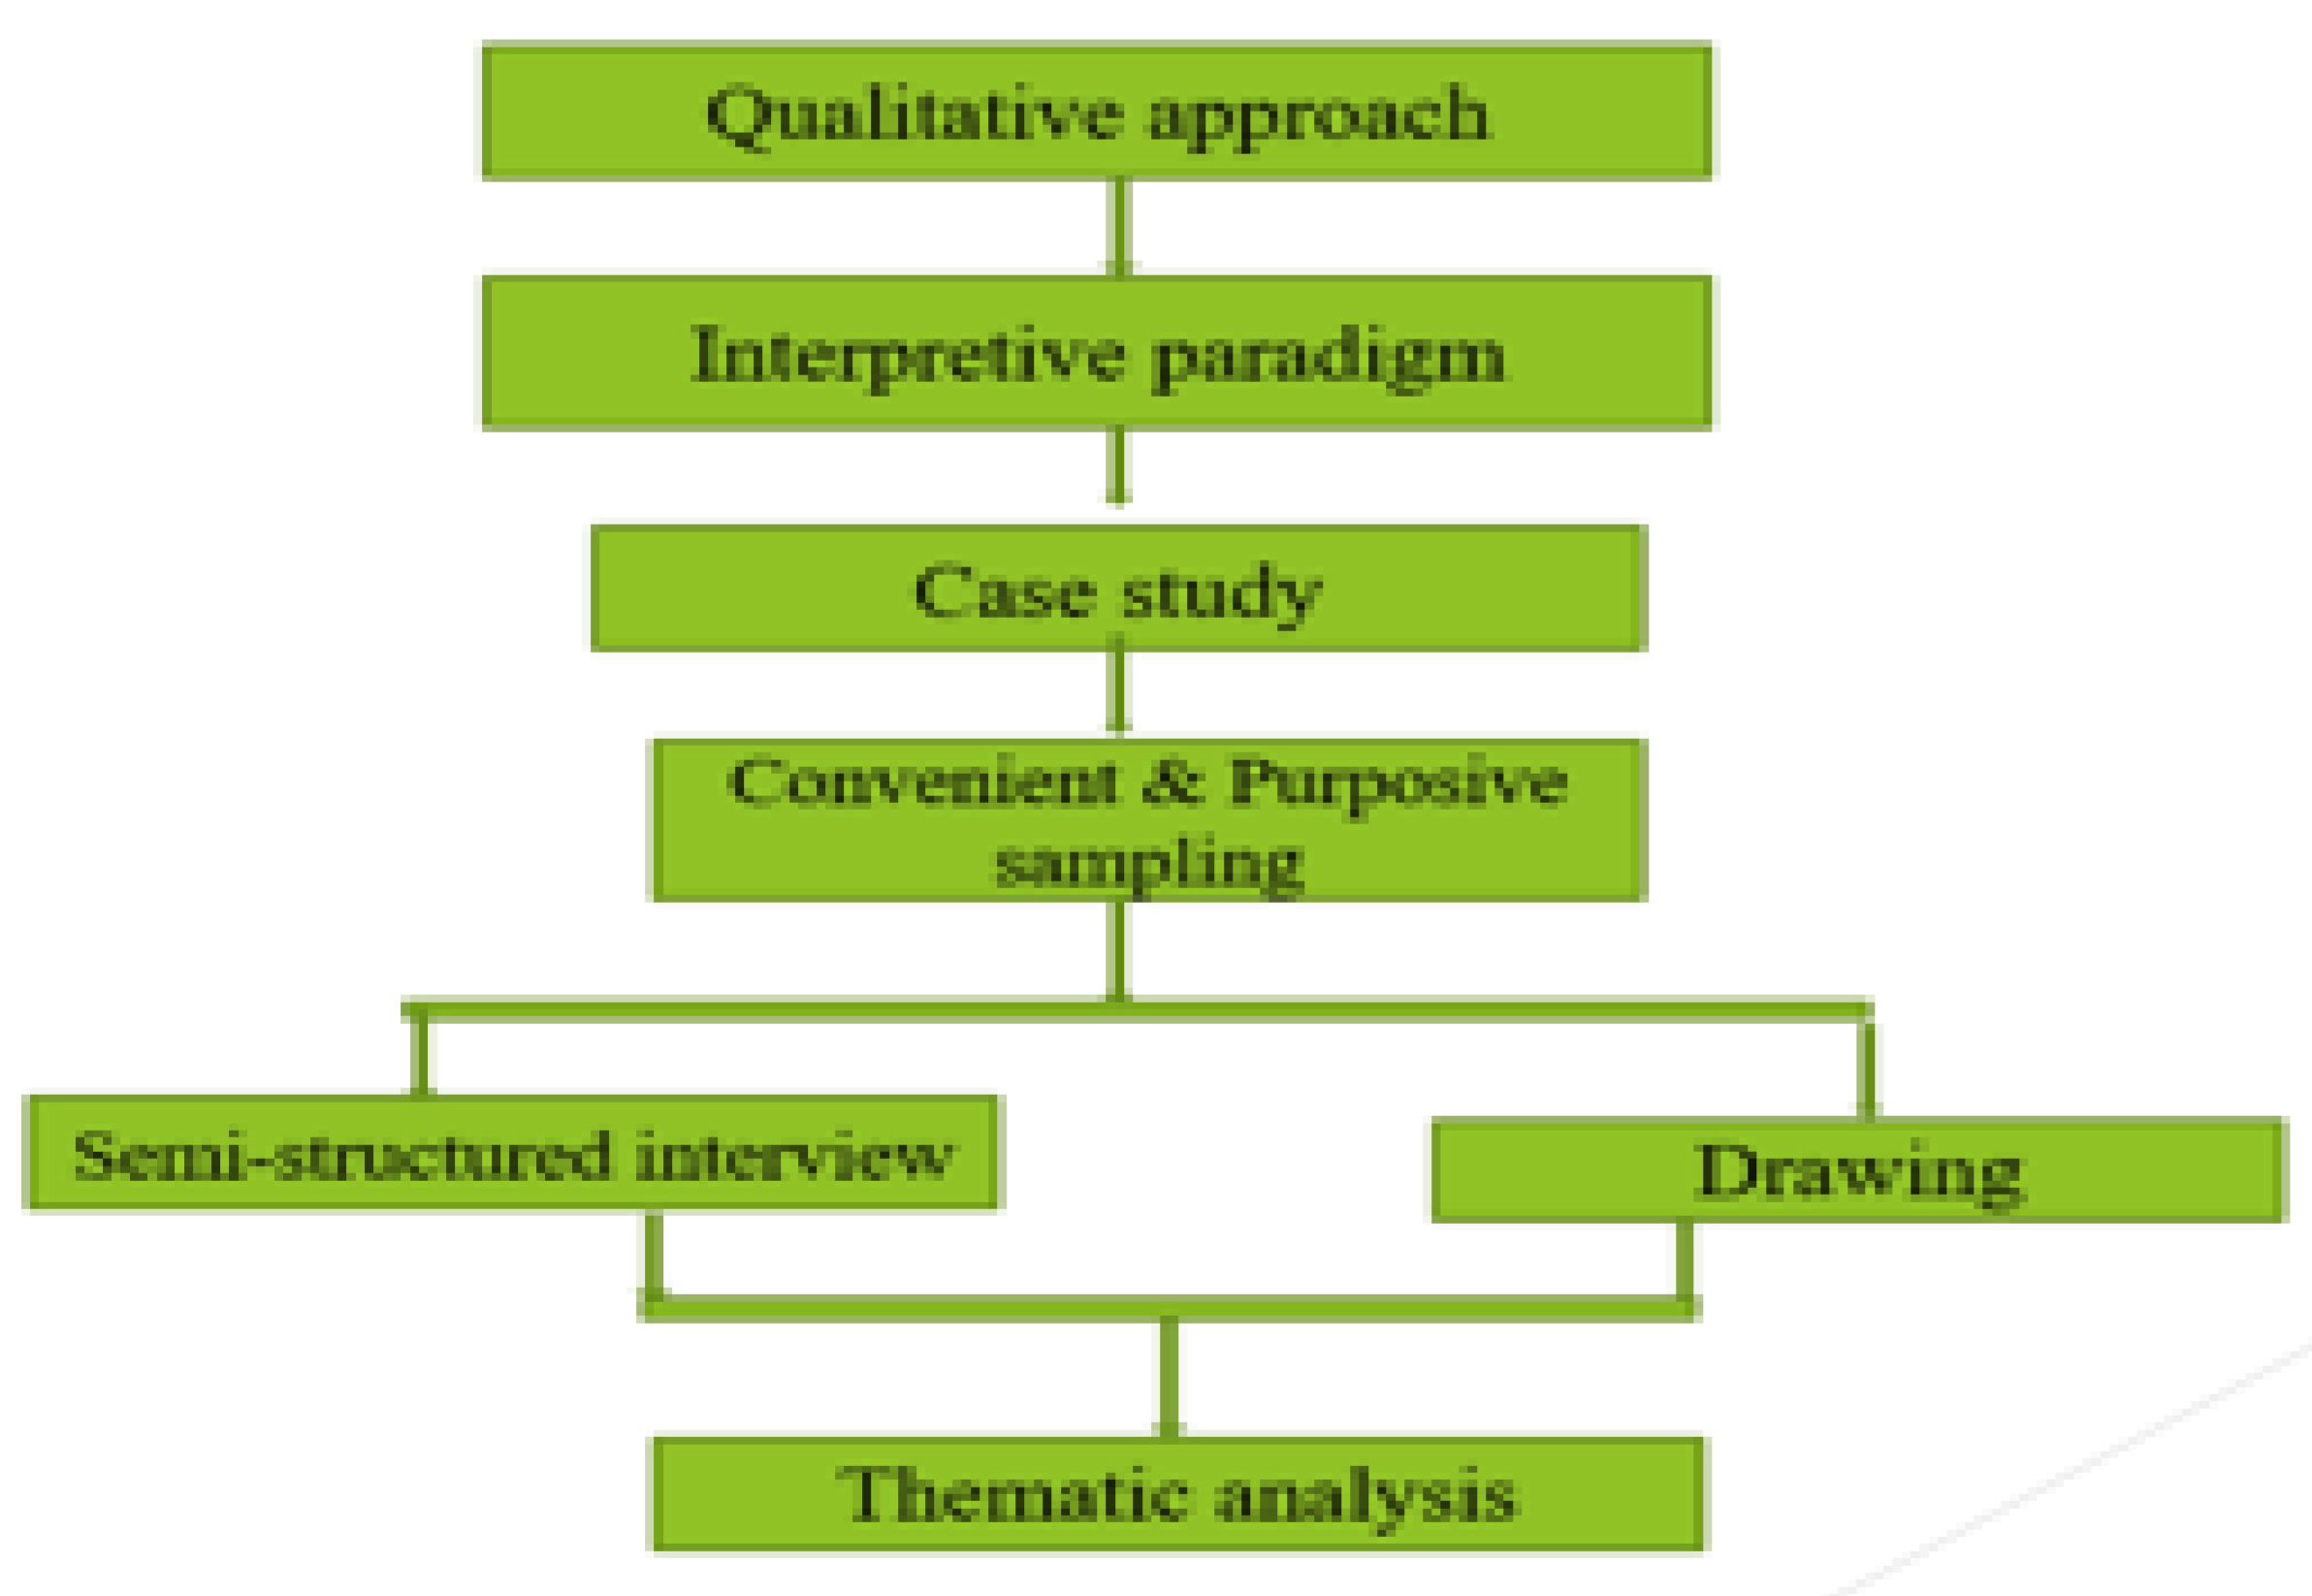 Qualitative approach
Interpretive paradigm
Case study
Convenient & Purposive
sampling
Semi-structured interview
Drawing
Thematic analysis